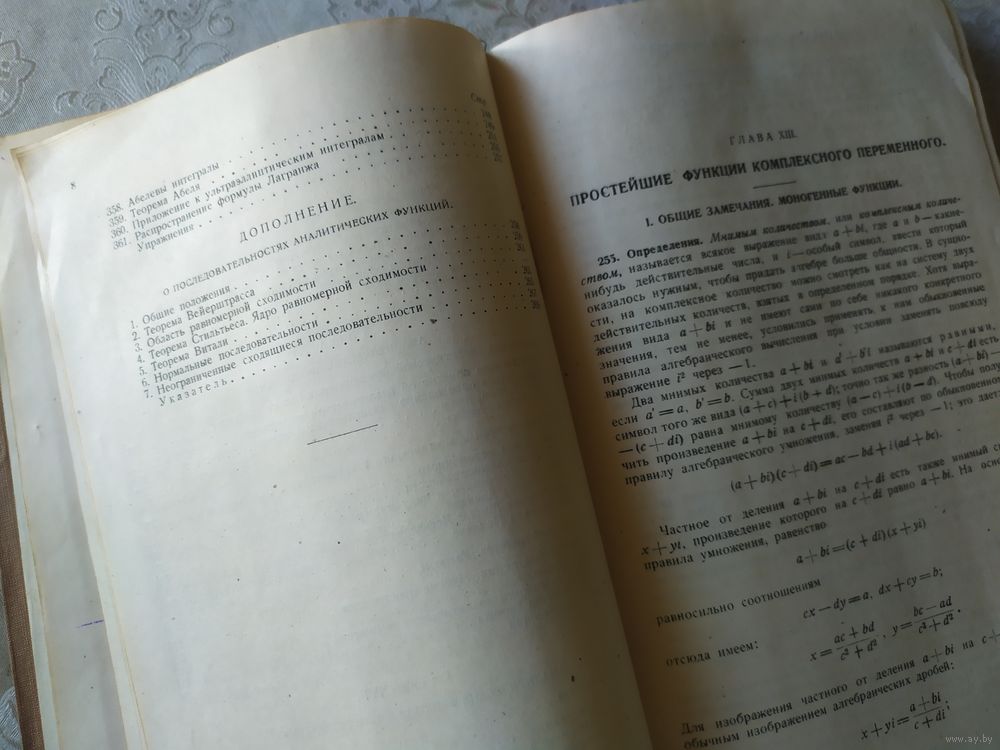 8
Стр.
358. Абелевы интегралы
359. Теорема Абеля
360. Приложение к ультраэллиптическим интегралам
361. Распространение формулы Лагранжа
Упражнения
ДОПОЛНЕНИЕ.
О ПОСЛЕДОВАТЕЛЬНОСТЯХ АНАЛИТИЧЕСКИХ ФУНКЦИЙ.
1. Общие положения
2. Теорема Вейерштрасса
3. Область равномерной сходимости
4. Теорема Стильтьеса. Ядро равномерной сходимости
5. Теорема Витали
6. Нормальные последовательности
7. Неограниченные сходящиеся последовательности
Указатель
ГЛАВА XIII.
ПРОСТЕЙШИЕ ФУНКЦИИ КОМПЛЕКСНОГО ПЕРЕМЕННОГО.
I. ОБЩИЕ ЗАМЕЧАНИЯ. МОНОГЕННЫЕ ФУНКЦИИ.
253. Определения. Мнимым количеством, или комплексным количе-
ством, называется всякое выражение вида a + bi, где a и b — какие-
нибудь действительные числа, и i — особый символ, ввести который
оказалось нужным, чтобы придать алгебре больше общности. В сущно-
сти, на комплексное количество можно смотреть как на систему двух
действительных количеств, взятых в определенном порядке. Хотя выра-
жения вида a + bi и не имеют сами по себе никакого конкретного
значения, тем не менее, условились применять к ним обыкновенные
правила алгебраического вычисления при условии заменять повсюду
выражение i² через — 1.
Два мнимых количества a + bi и a' + b'i называются равными,
если a' = a, b' = b. Сумма двух мнимых количеств a + bi и c + di есть
символ того же вида (a + c) + i (b + d); точно так же разность (a + bi) —
— (c + di) равна мнимому количеству (a — c) + i (b — d). Чтобы полу-
чить произведение a + bi на c + di, его составляют по обыкновенному
правилу алгебраического умножения, заменяя i² через — 1; это дает
(a + bi)(c + di) = ac — bd + i (ad + bc).
Частное от деления a + bi на c + di есть также мнимый
x + yi, произведение которого на c + di равно a + bi. На
правила умножения, равенство
a + bi = (c + di)(x + yi)
равносильно соотношениям
cx — dy = a, dx + cy = b;
отсюда имеем: x = (ac + bd)/(c² + d²), y = (bc — ad)/(c² + d²).
Для изображения частного от деления a + bi на c +
обычным изображением алгебраических дробей:
x + yi = (a + bi)/(c + di);
www.ay.by